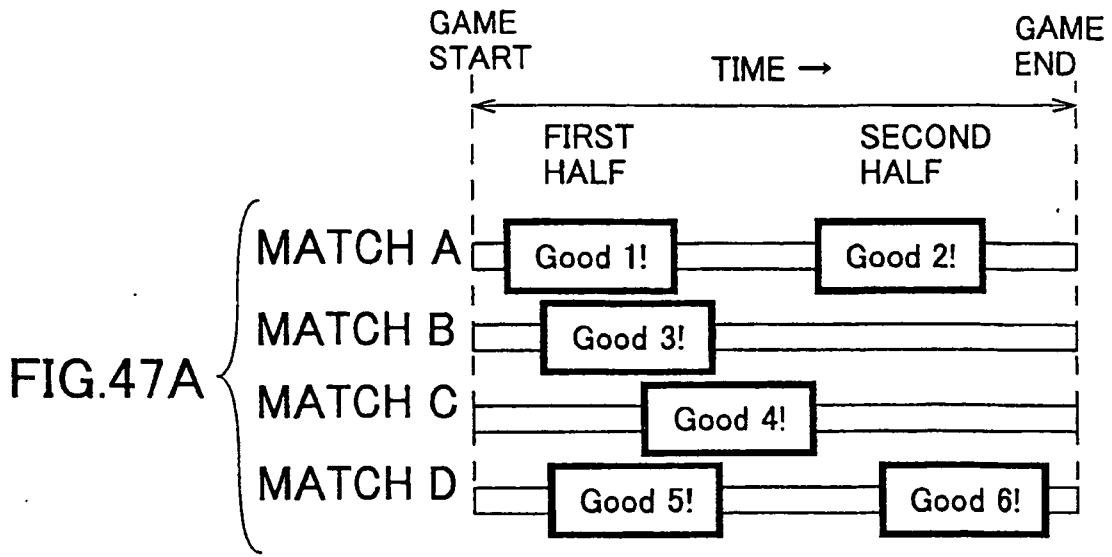 GAME
START
TIME →
GAME
END
FIRST
HALF
SECOND
HALF
MATCH A
Good 1!
Good 2!
MATCH B
Good 3!
FIG.47A
MATCH C
Good 4!
MATCH D
Good 5!
Good 6!